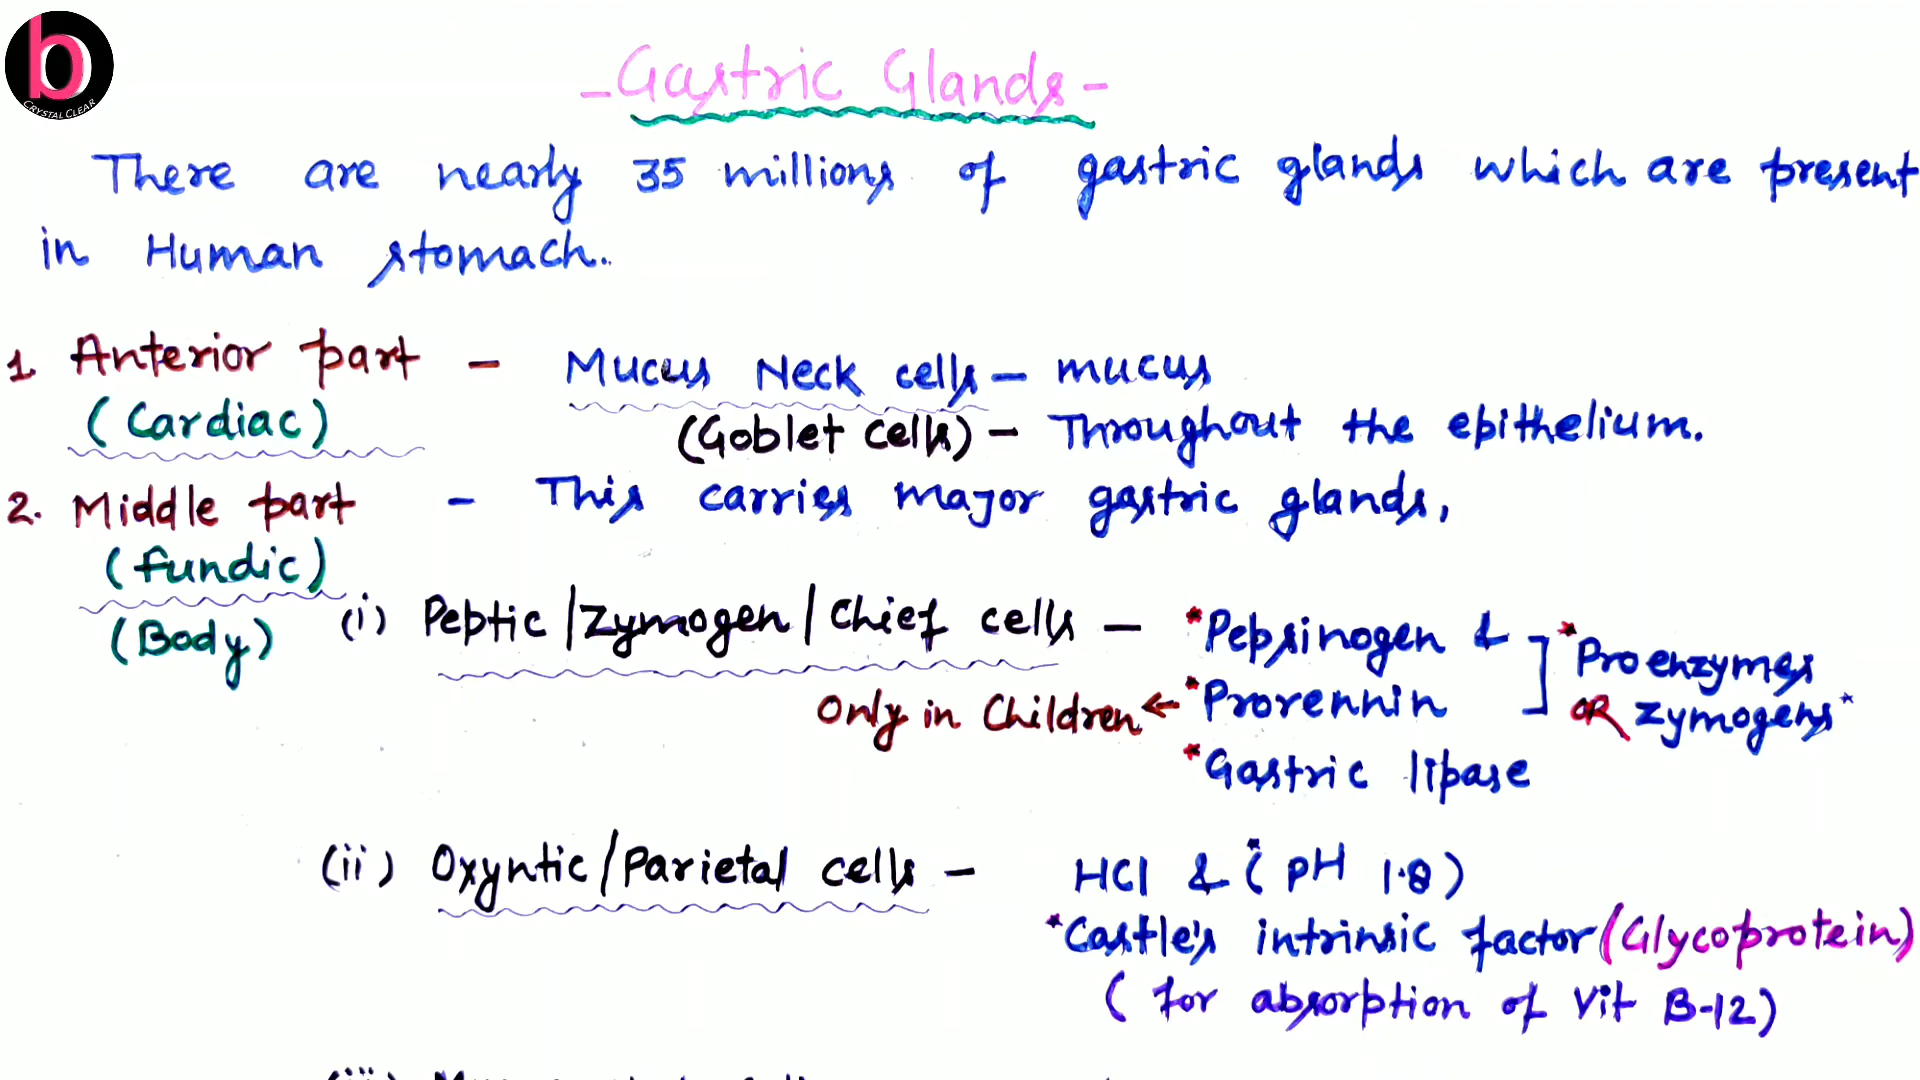 b
CRYSTAL CLEAR
- Gastric Glands -
There are nearly 35 millions of gastric glands which are present
in Human stomach.
1. Anterior part - Mucus Neck cells - mucus
(Cardiac) (Goblet cells) - Throughout the epithelium.
2. Middle part - This carries major gastric glands,
(fundic)
(Body)
(i) Peptic/Zymogen/Chief cells - *Pepsinogen &
*Proenzymes
Only in Children ← *Prorennin
OR zymogens*
*Gastric lipase
(ii) Oxyntic/Parietal cells - HCl & (pH 1.8)
*Castle's intrinsic factor (Glycoprotein)
(for absorption of Vit B-12)
(iii)